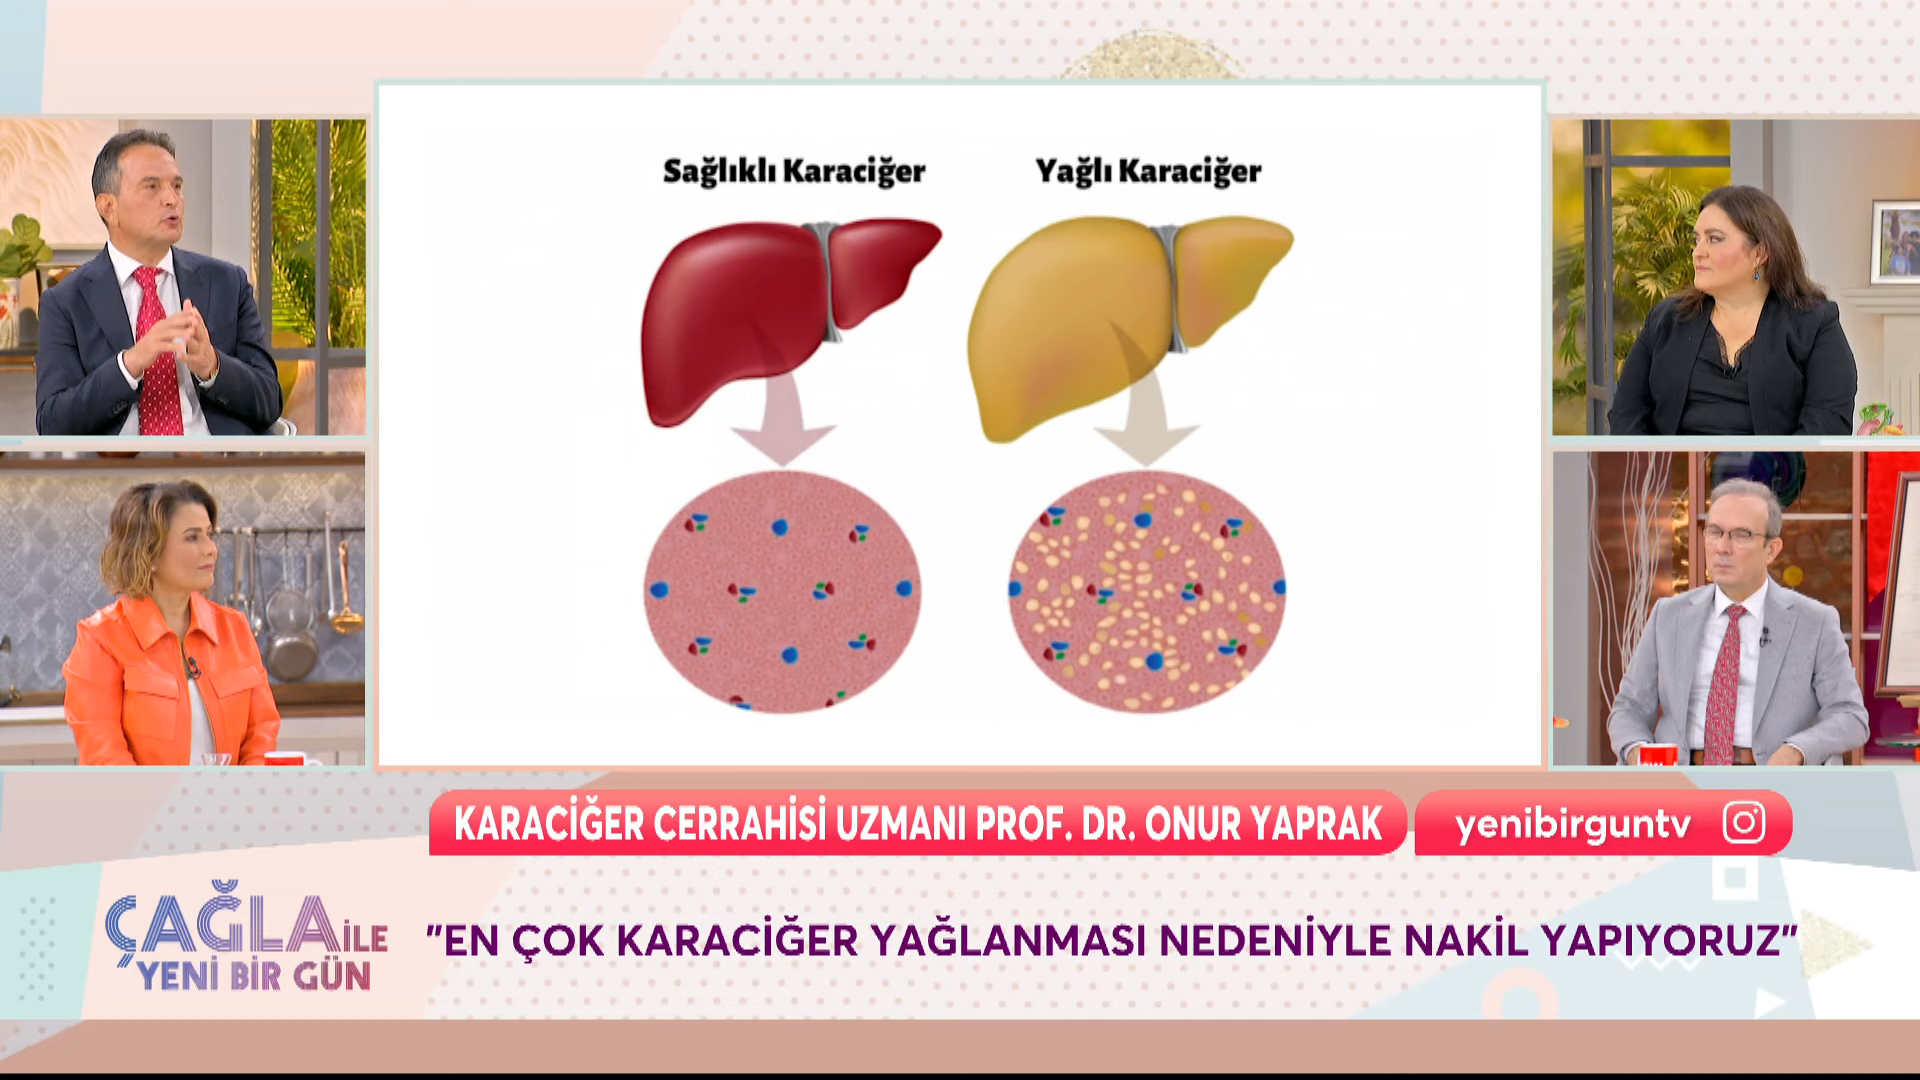 Sağlıklı Karaciğer
Yağlı Karaciğer
KARACİĞER CERRAHİSİ UZMANI PROF. DR. ONUR YAPRAK
yenibirguntv
ÇAĞLA İLE
YENİ BİR GÜN
"EN ÇOK KARACİĞER YAĞLANMASI NEDENİYLE NAKİL YAPIYORUZ"